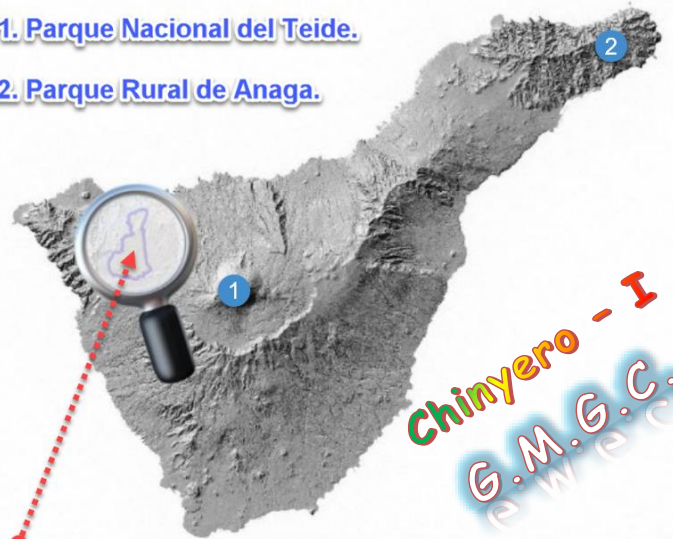 1. Parque Nacional del Teide.
2. Parque Rural de Anaga.
2
1
Chinyero - I
G.M.G.C.